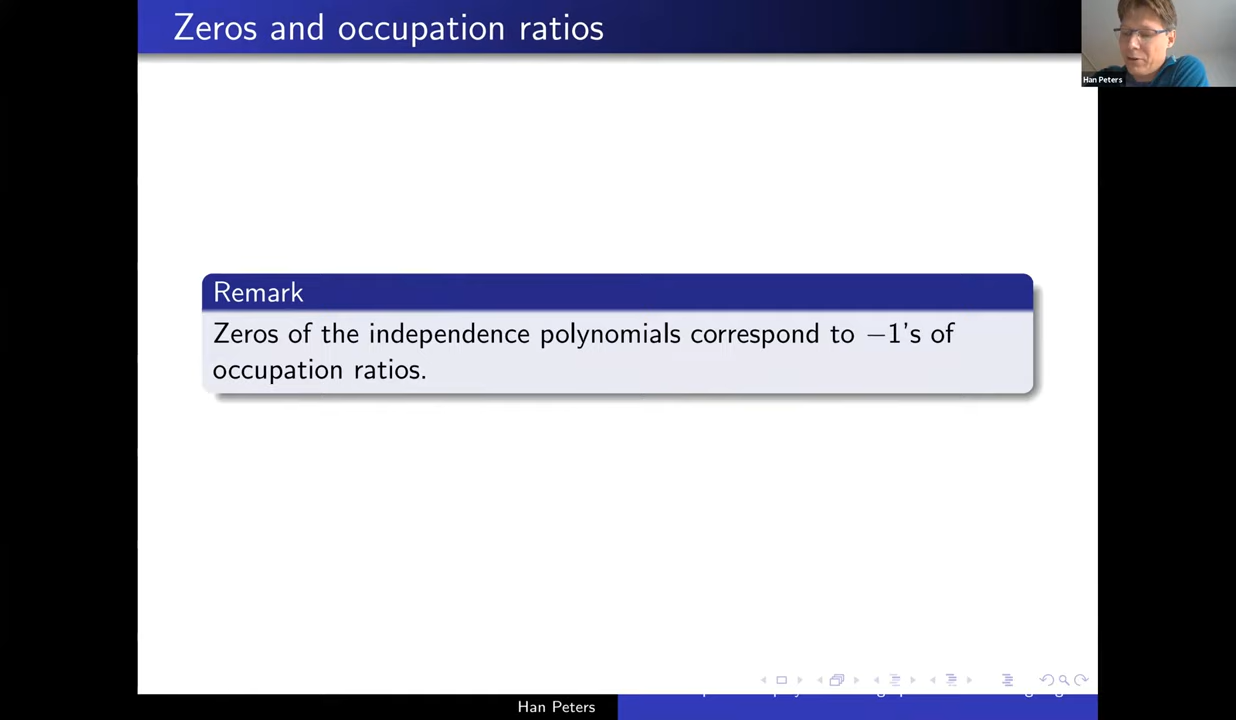 Zeros and occupation ratios
Han Peters
Remark
Zeros of the independence polynomials correspond to −1's of
occupation ratios.
Han Peters